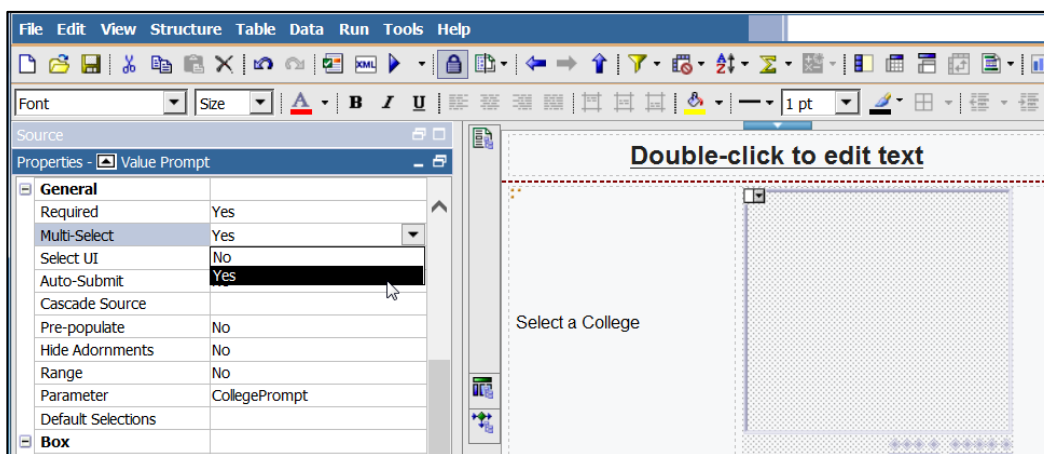 File Edit View Structure Table Data Run Tools Help
XML
Font Size A B I U 1 pt
Source
Properties - Value Prompt
General
Required Yes
Multi-Select Yes
Select UI No
Yes
Auto-Submit
Cascade Source
Pre-populate No
Hide Adornments No
Range No
Parameter CollegePrompt
Default Selections
Box
Double-click to edit text
Select a College